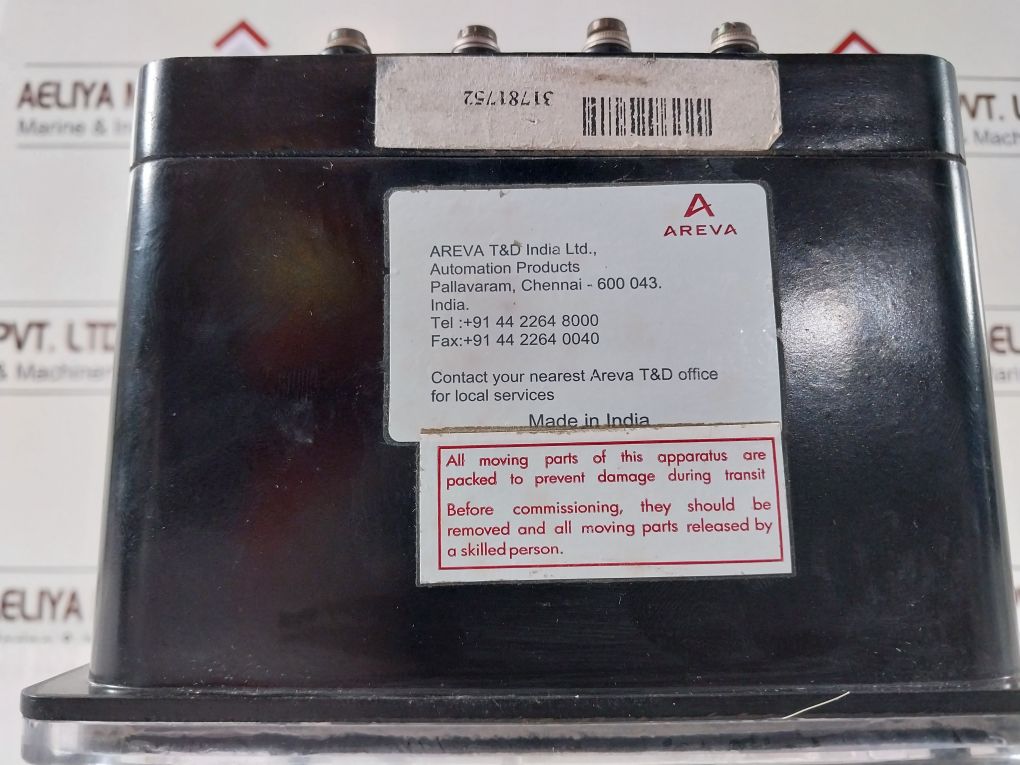 31781752
AREVA
AREVA T&D India Ltd.,
Automation Products
Pallavaram, Chennai - 600 043.
India.
Tel :+91 44 2264 8000
Fax:+91 44 2264 0040
Contact your nearest Areva T&D office
for local services
Made in India
All moving parts of this apparatus are
packed to prevent damage during transit
Before commissioning, they should be
removed and all moving parts released by
a skilled person.
AELIYA
Marine &
PVT. LTD
& Machiner
AELIYA
PVT. L